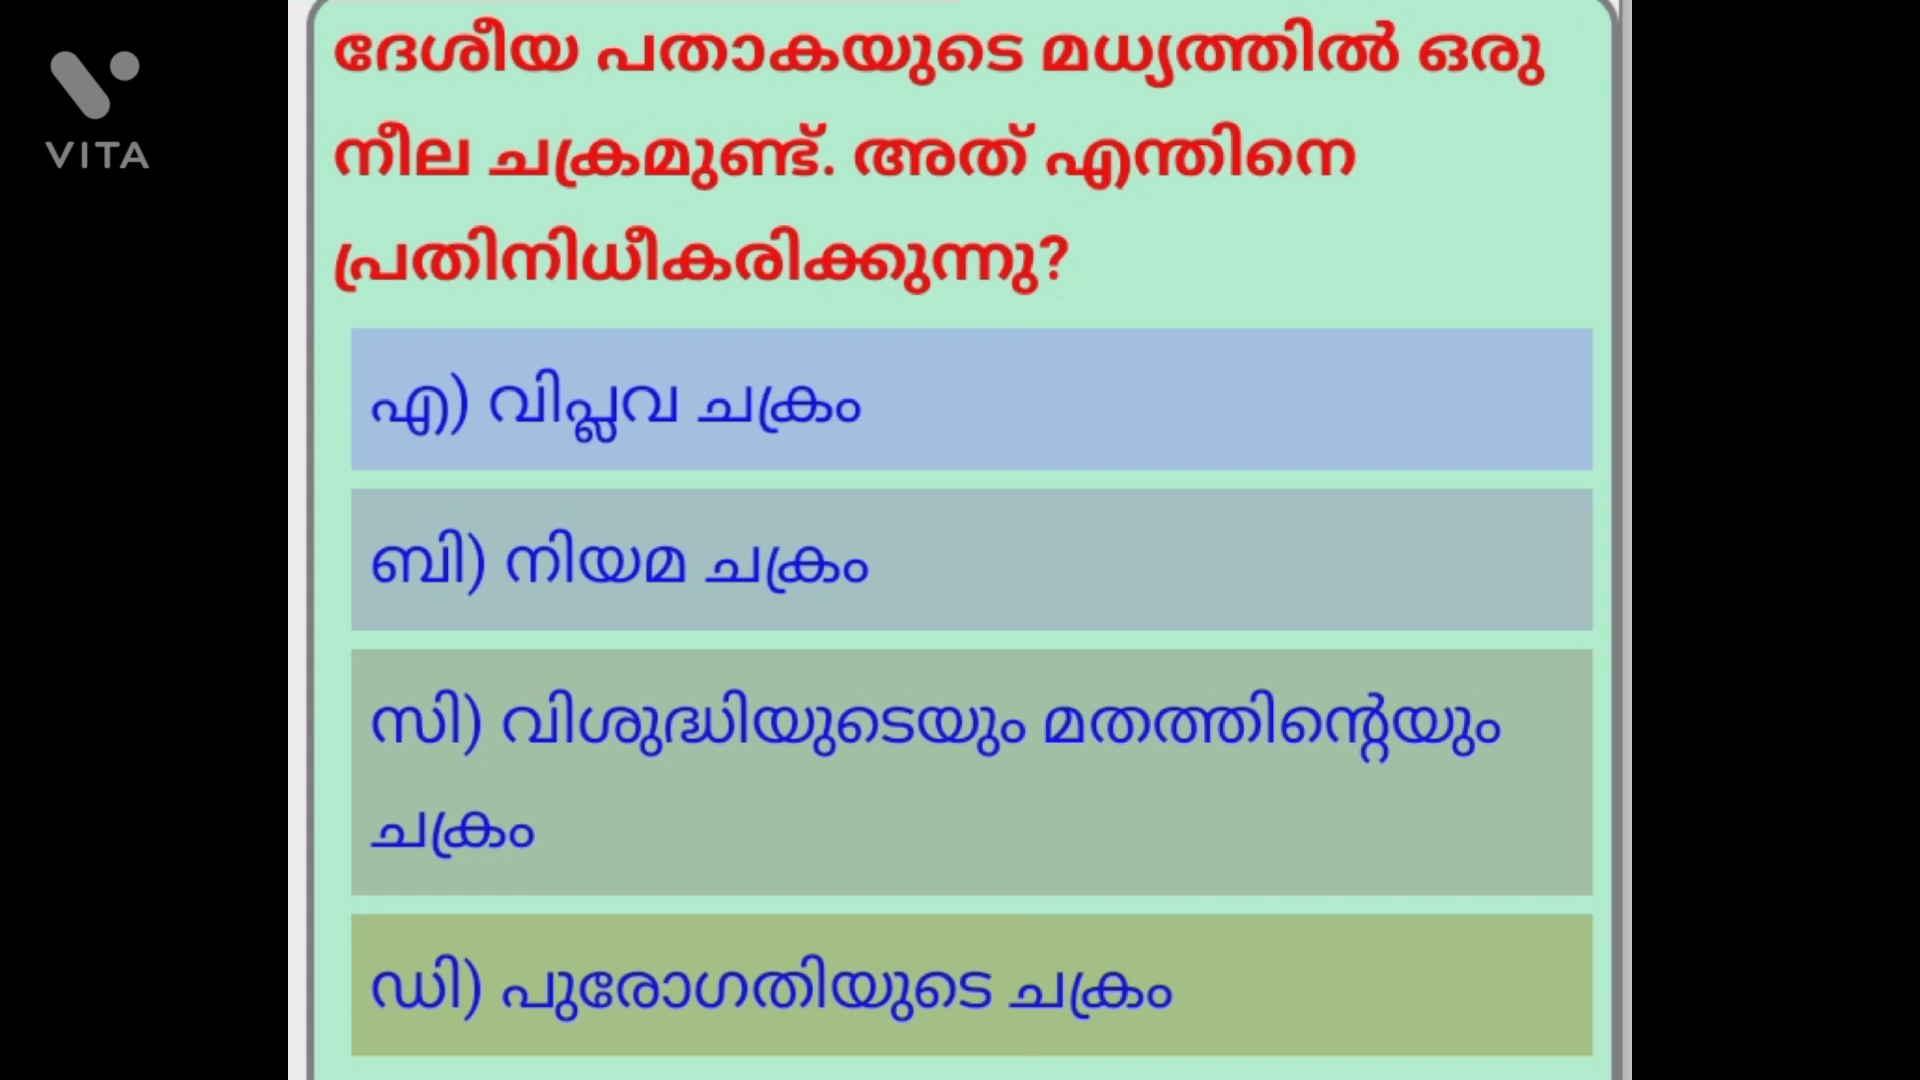 VITA
ദേശീയ പതാകയുടെ മധ്യത്തിൽ ഒരു
നീല ചക്രമുണ്ട്. അത് എന്തിനെ
പ്രതിനിധീകരിക്കുന്നു?
എ) വിപ്ലവ ചക്രം
ബി) നിയമ ചക്രം
സി) വിശുദ്ധിയുടെയും മതത്തിന്റെയും
ചക്രം
ഡി) പുരോഗതിയുടെ ചക്രം